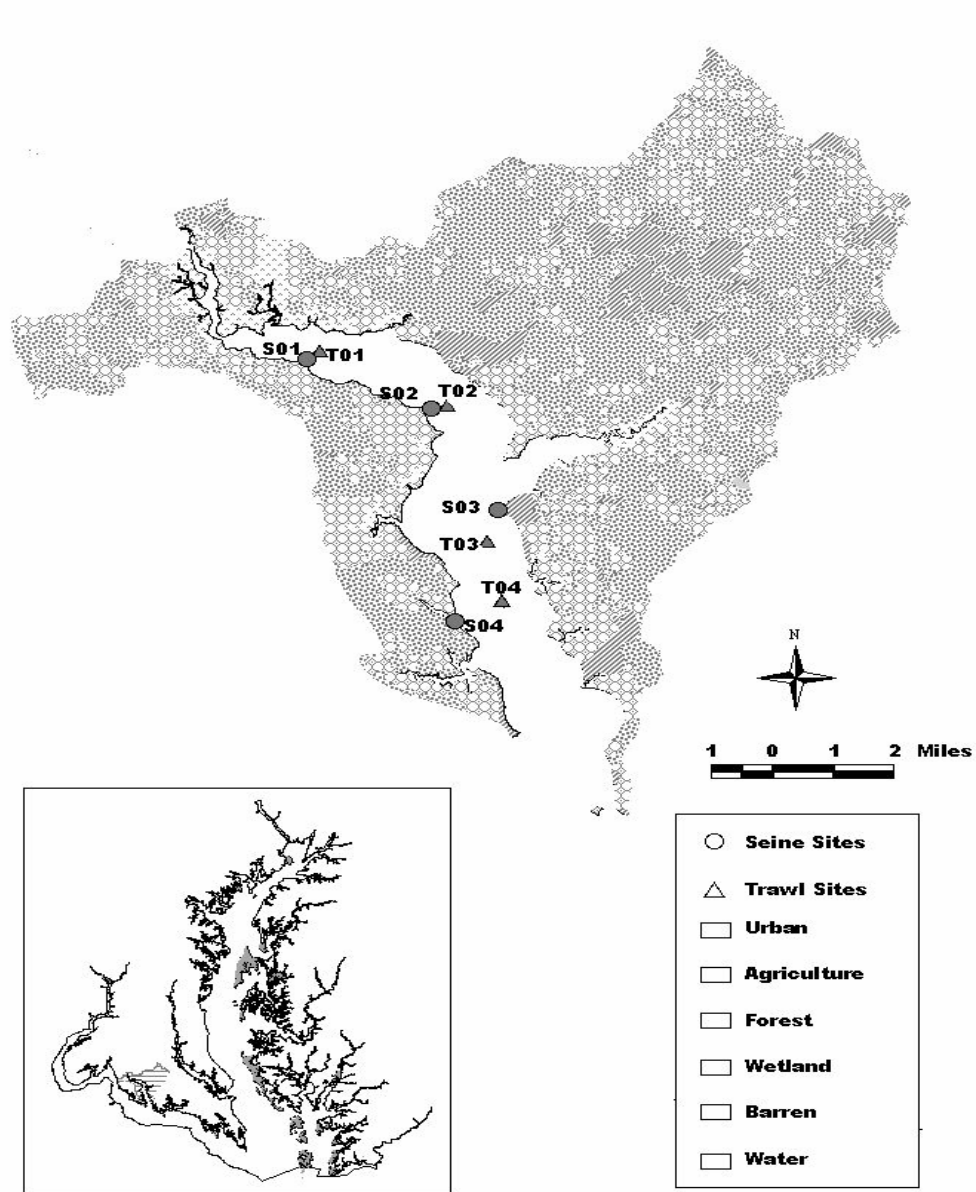 S01
T01
S02
T02
S03
T03
T04
S04
N
1 0 1 2 Miles
Seine Sites
Trawl Sites
Urban
Agriculture
Forest
Wetland
Barren
Water